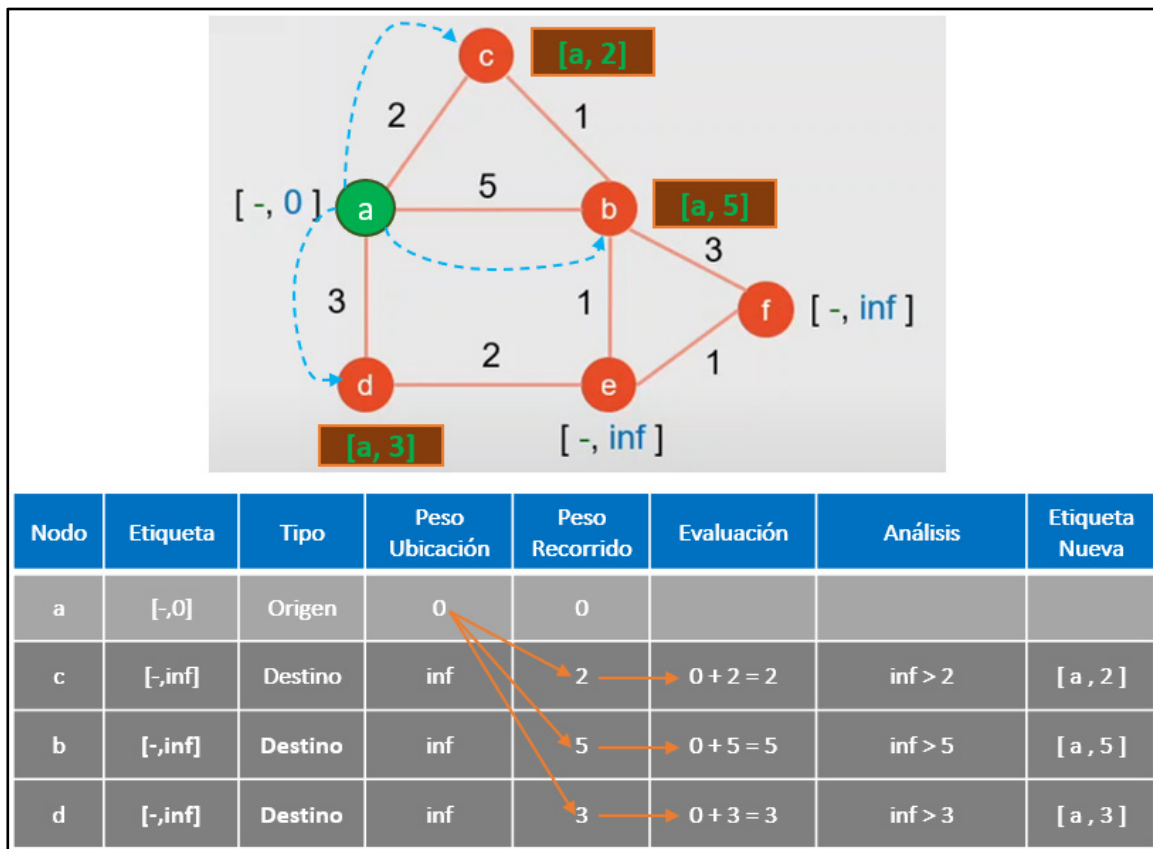 c [a, 2]
2 1
[ -, 0 ] a 5 b [a, 5]
3
3 1 f [ -, inf ]
2 1
d e
[a, 3] [ -, inf ]
Nodo Etiqueta Tipo Peso Ubicación Peso Recorrido Evaluación Análisis Etiqueta Nueva
a [-,0] Origen 0 0
c [-,inf] Destino inf 2 0 + 2 = 2 inf > 2 [ a , 2 ]
b [-,inf] Destino inf 5 0 + 5 = 5 inf > 5 [ a , 5 ]
d [-,inf] Destino inf 3 0 + 3 = 3 inf > 3 [ a , 3 ]